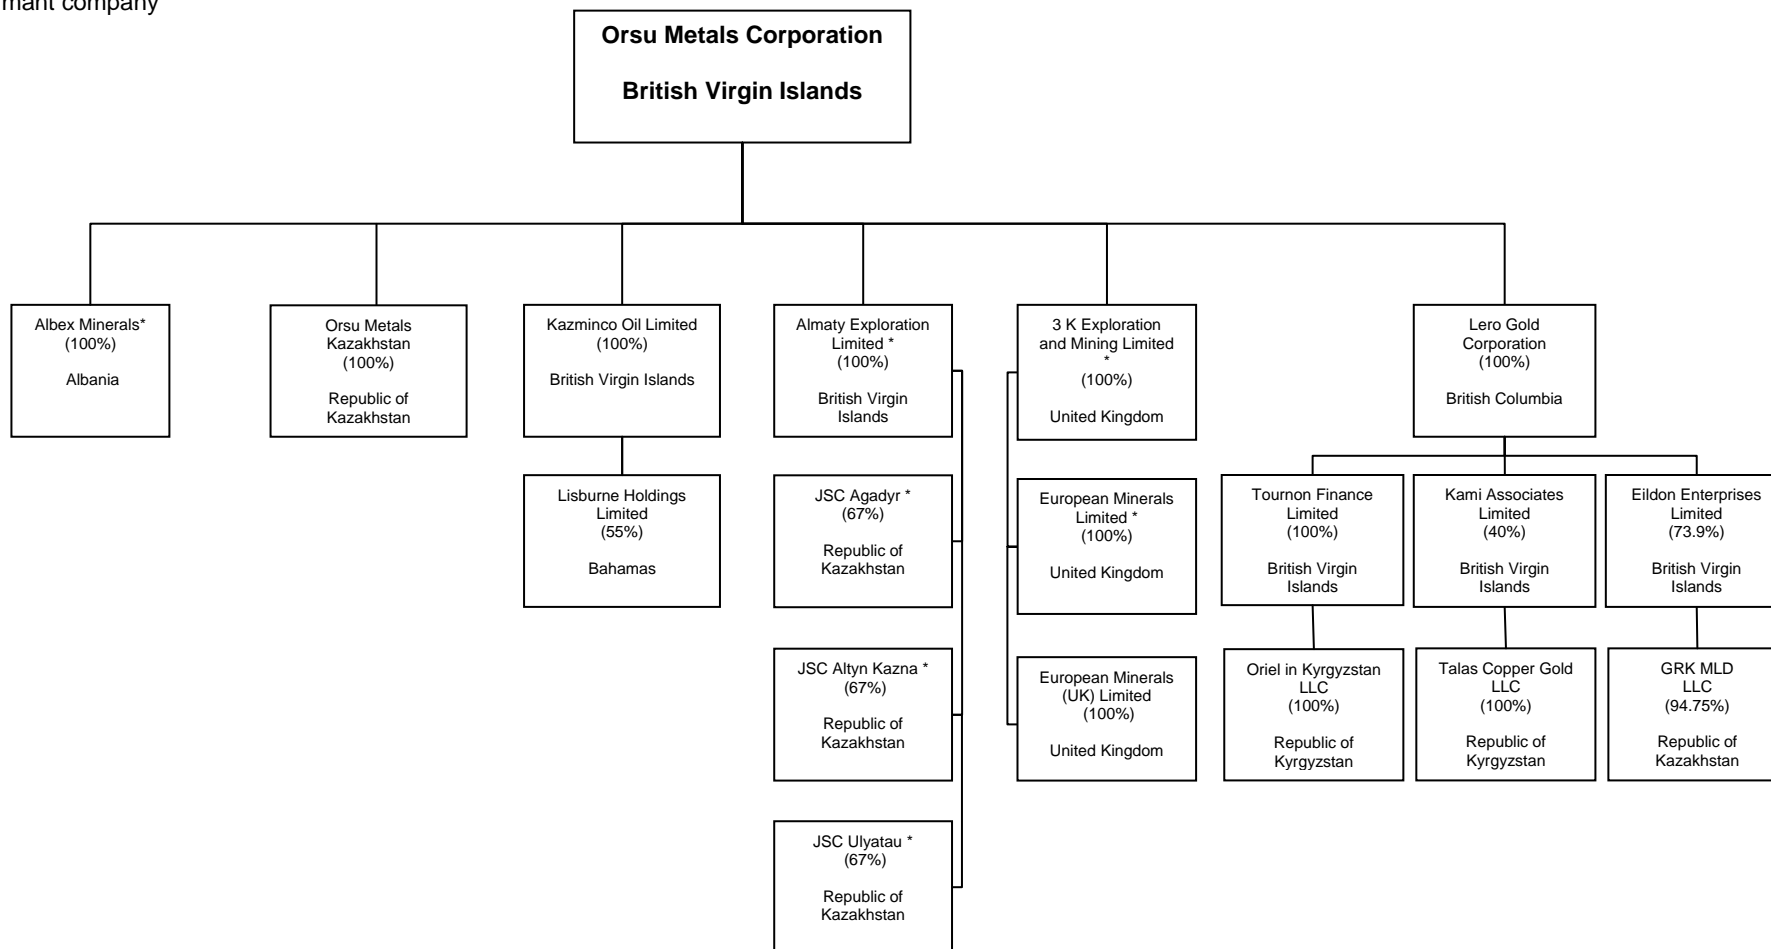 company
Orsu Metals Corporation
British Virgin Islands
Albex Minerals*
(100%)
Albania
Orsu Metals
Kazakhstan
(100%)
Republic of
Kazakhstan
Kazminco Oil Limited
(100%)
British Virgin Islands
Almaty Exploration
Limited *
(100%)
British Virgin
Islands
3 K Exploration
and Mining Limited
*
(100%)
United Kingdom
Lero Gold
Corporation
(100%)
British Columbia
Lisburne Holdings
Limited
(55%)
Bahamas
JSC Agadyr *
(67%)
Republic of
Kazakhstan
European Minerals
Limited *
(100%)
United Kingdom
Tournon Finance
Limited
(100%)
British Virgin
Islands
Kami Associates
Limited
(40%)
British Virgin
Islands
Eildon Enterprises
Limited
(73.9%)
British Virgin
Islands
JSC Altyn Kazna *
(67%)
Republic of
Kazakhstan
European Minerals
(UK) Limited
(100%)
United Kingdom
Oriel in Kyrgyzstan
LLC
(100%)
Republic of
Kyrgyzstan
Talas Copper Gold
LLC
(100%)
Republic of
Kyrgyzstan
GRK MLD
LLC
(94.75%)
Republic of
Kazakhstan
JSC Ulyatau *
(67%)
Republic of
Kazakhstan